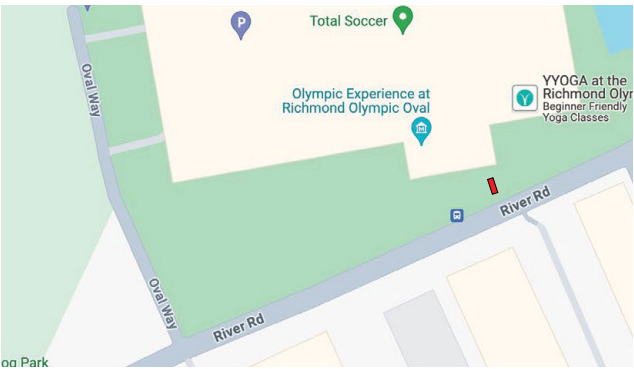 Total Soccer
P
Oval Way
Olympic Experience at
Richmond Olympic Oval
YYOGA at the
Richmond Olyr
Beginner Friendly
Yoga Classes
River Rd
Oval Way
River Rd
og Park